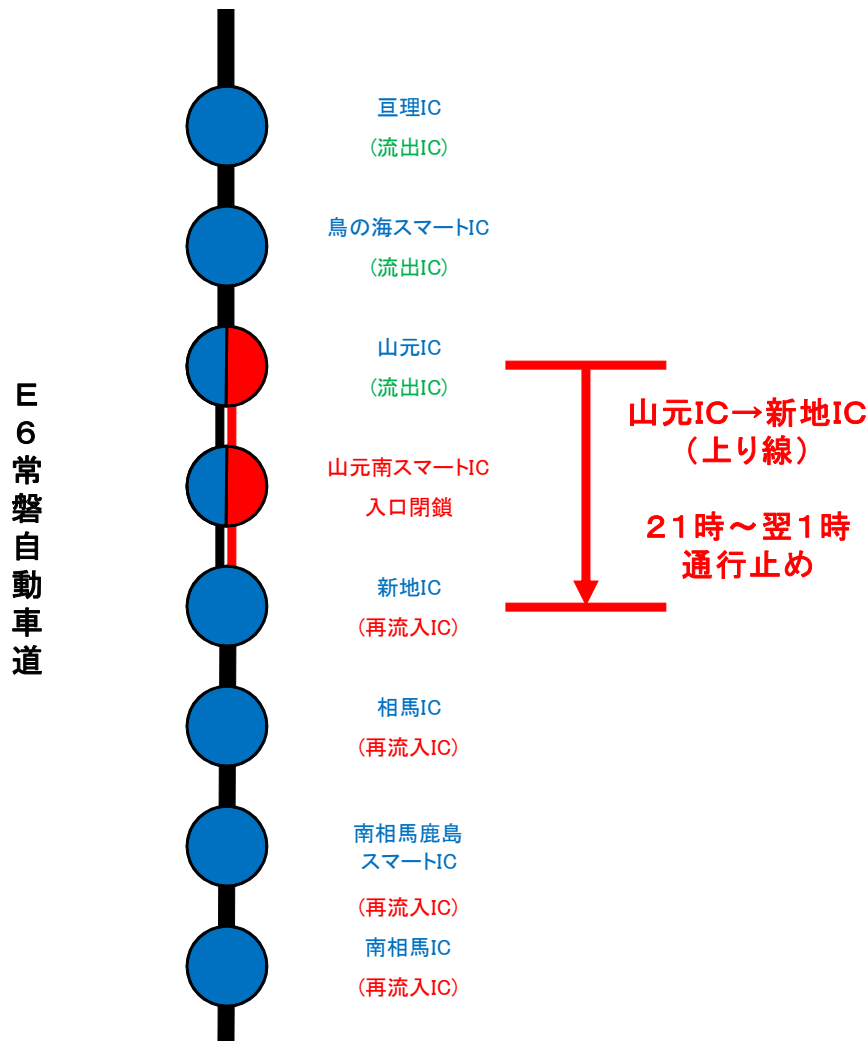 E6常磐自動車道
亘理IC
(流出IC)
鳥の海スマートIC
(流出IC)
山元IC
(流出IC)
山元南スマートIC
入口閉鎖
新地IC
(再流入IC)
相馬IC
(再流入IC)
南相馬鹿島
スマートIC
(再流入IC)
南相馬IC
(再流入IC)
山元IC→新地IC
（上り線）
２1時～翌１時
通行止め